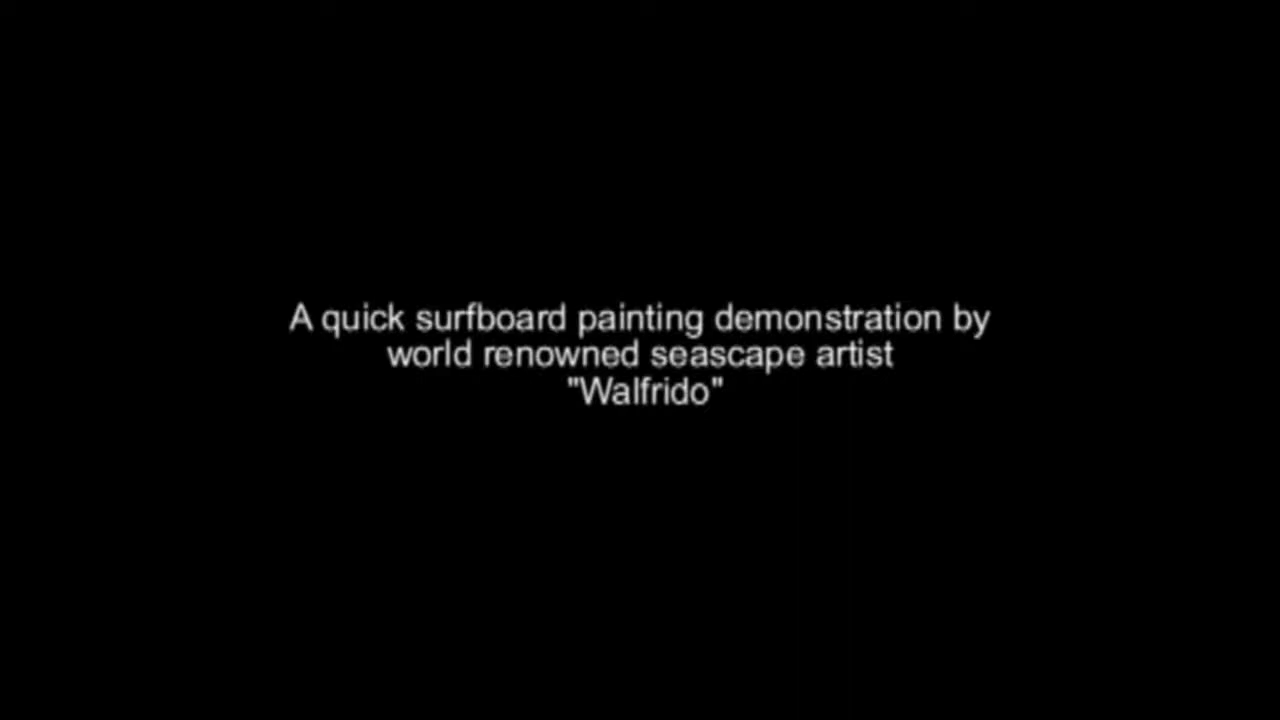 A quick surfboard painting demonstration by
world renowned seascape artist
"Walfrido"